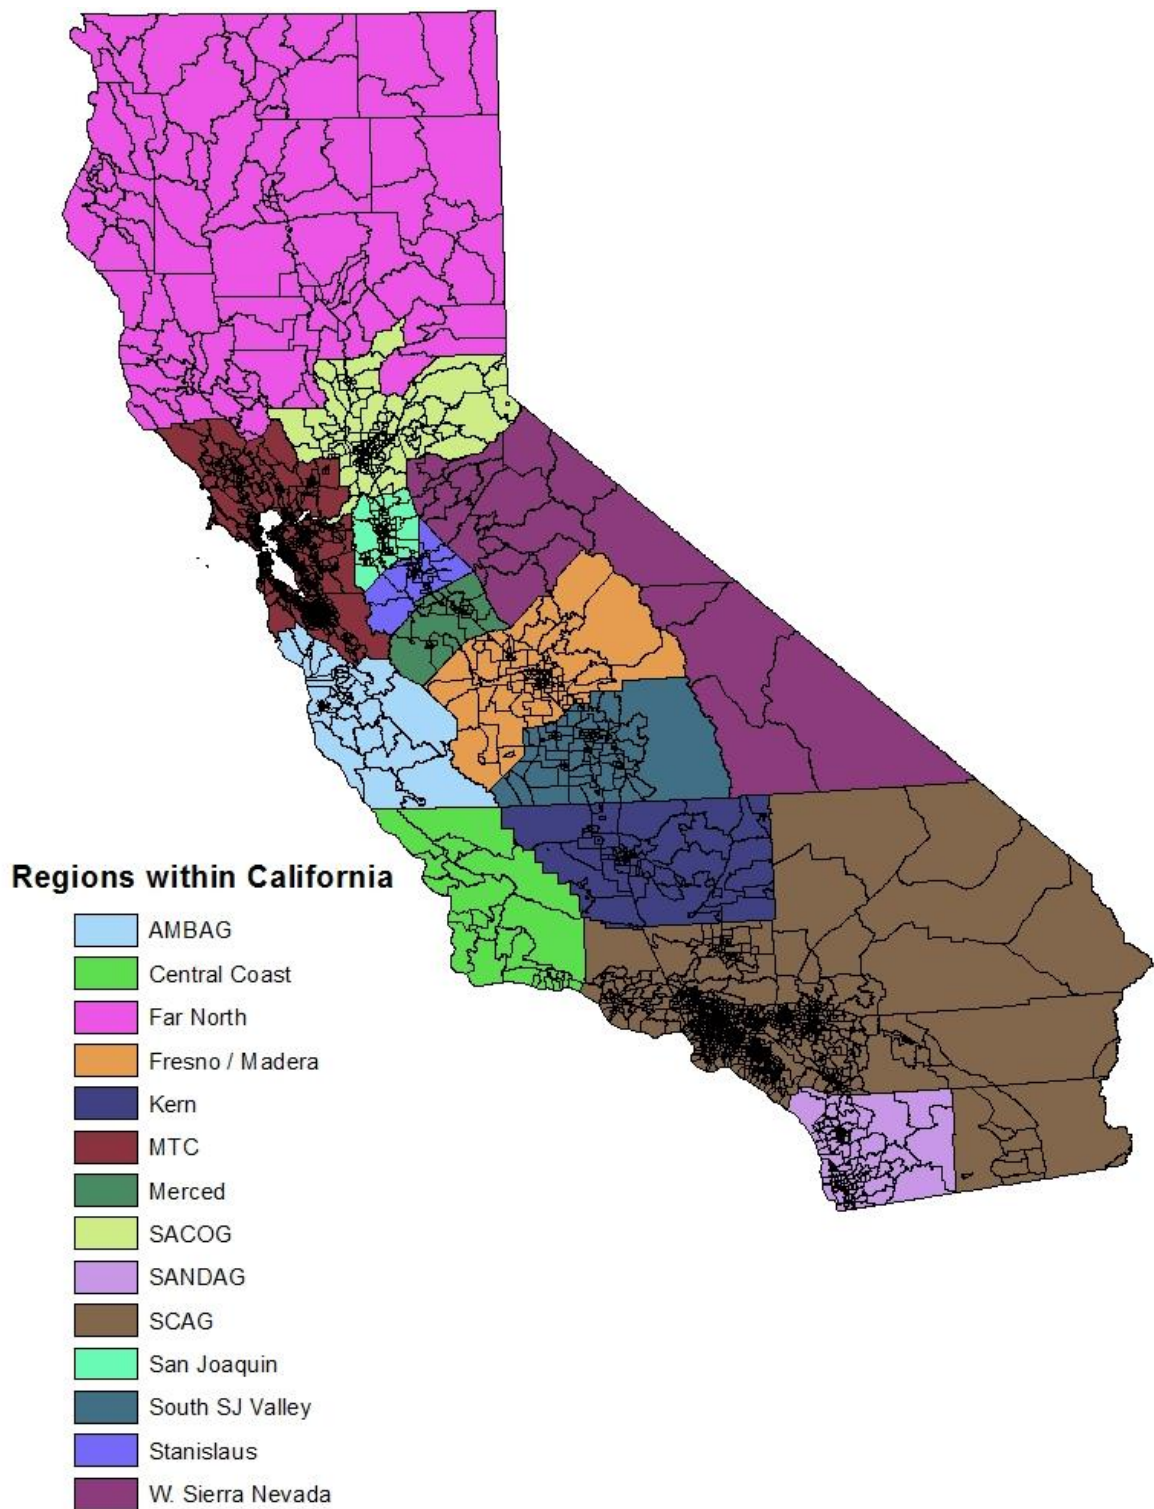 Regions within California
AMBAG
Central Coast
Far North
Fresno / Madera
Kern
MTC
Merced
SACOG
SANDAG
SCAG
San Joaquin
South SJ Valley
Stanislaus
W. Sierra Nevada